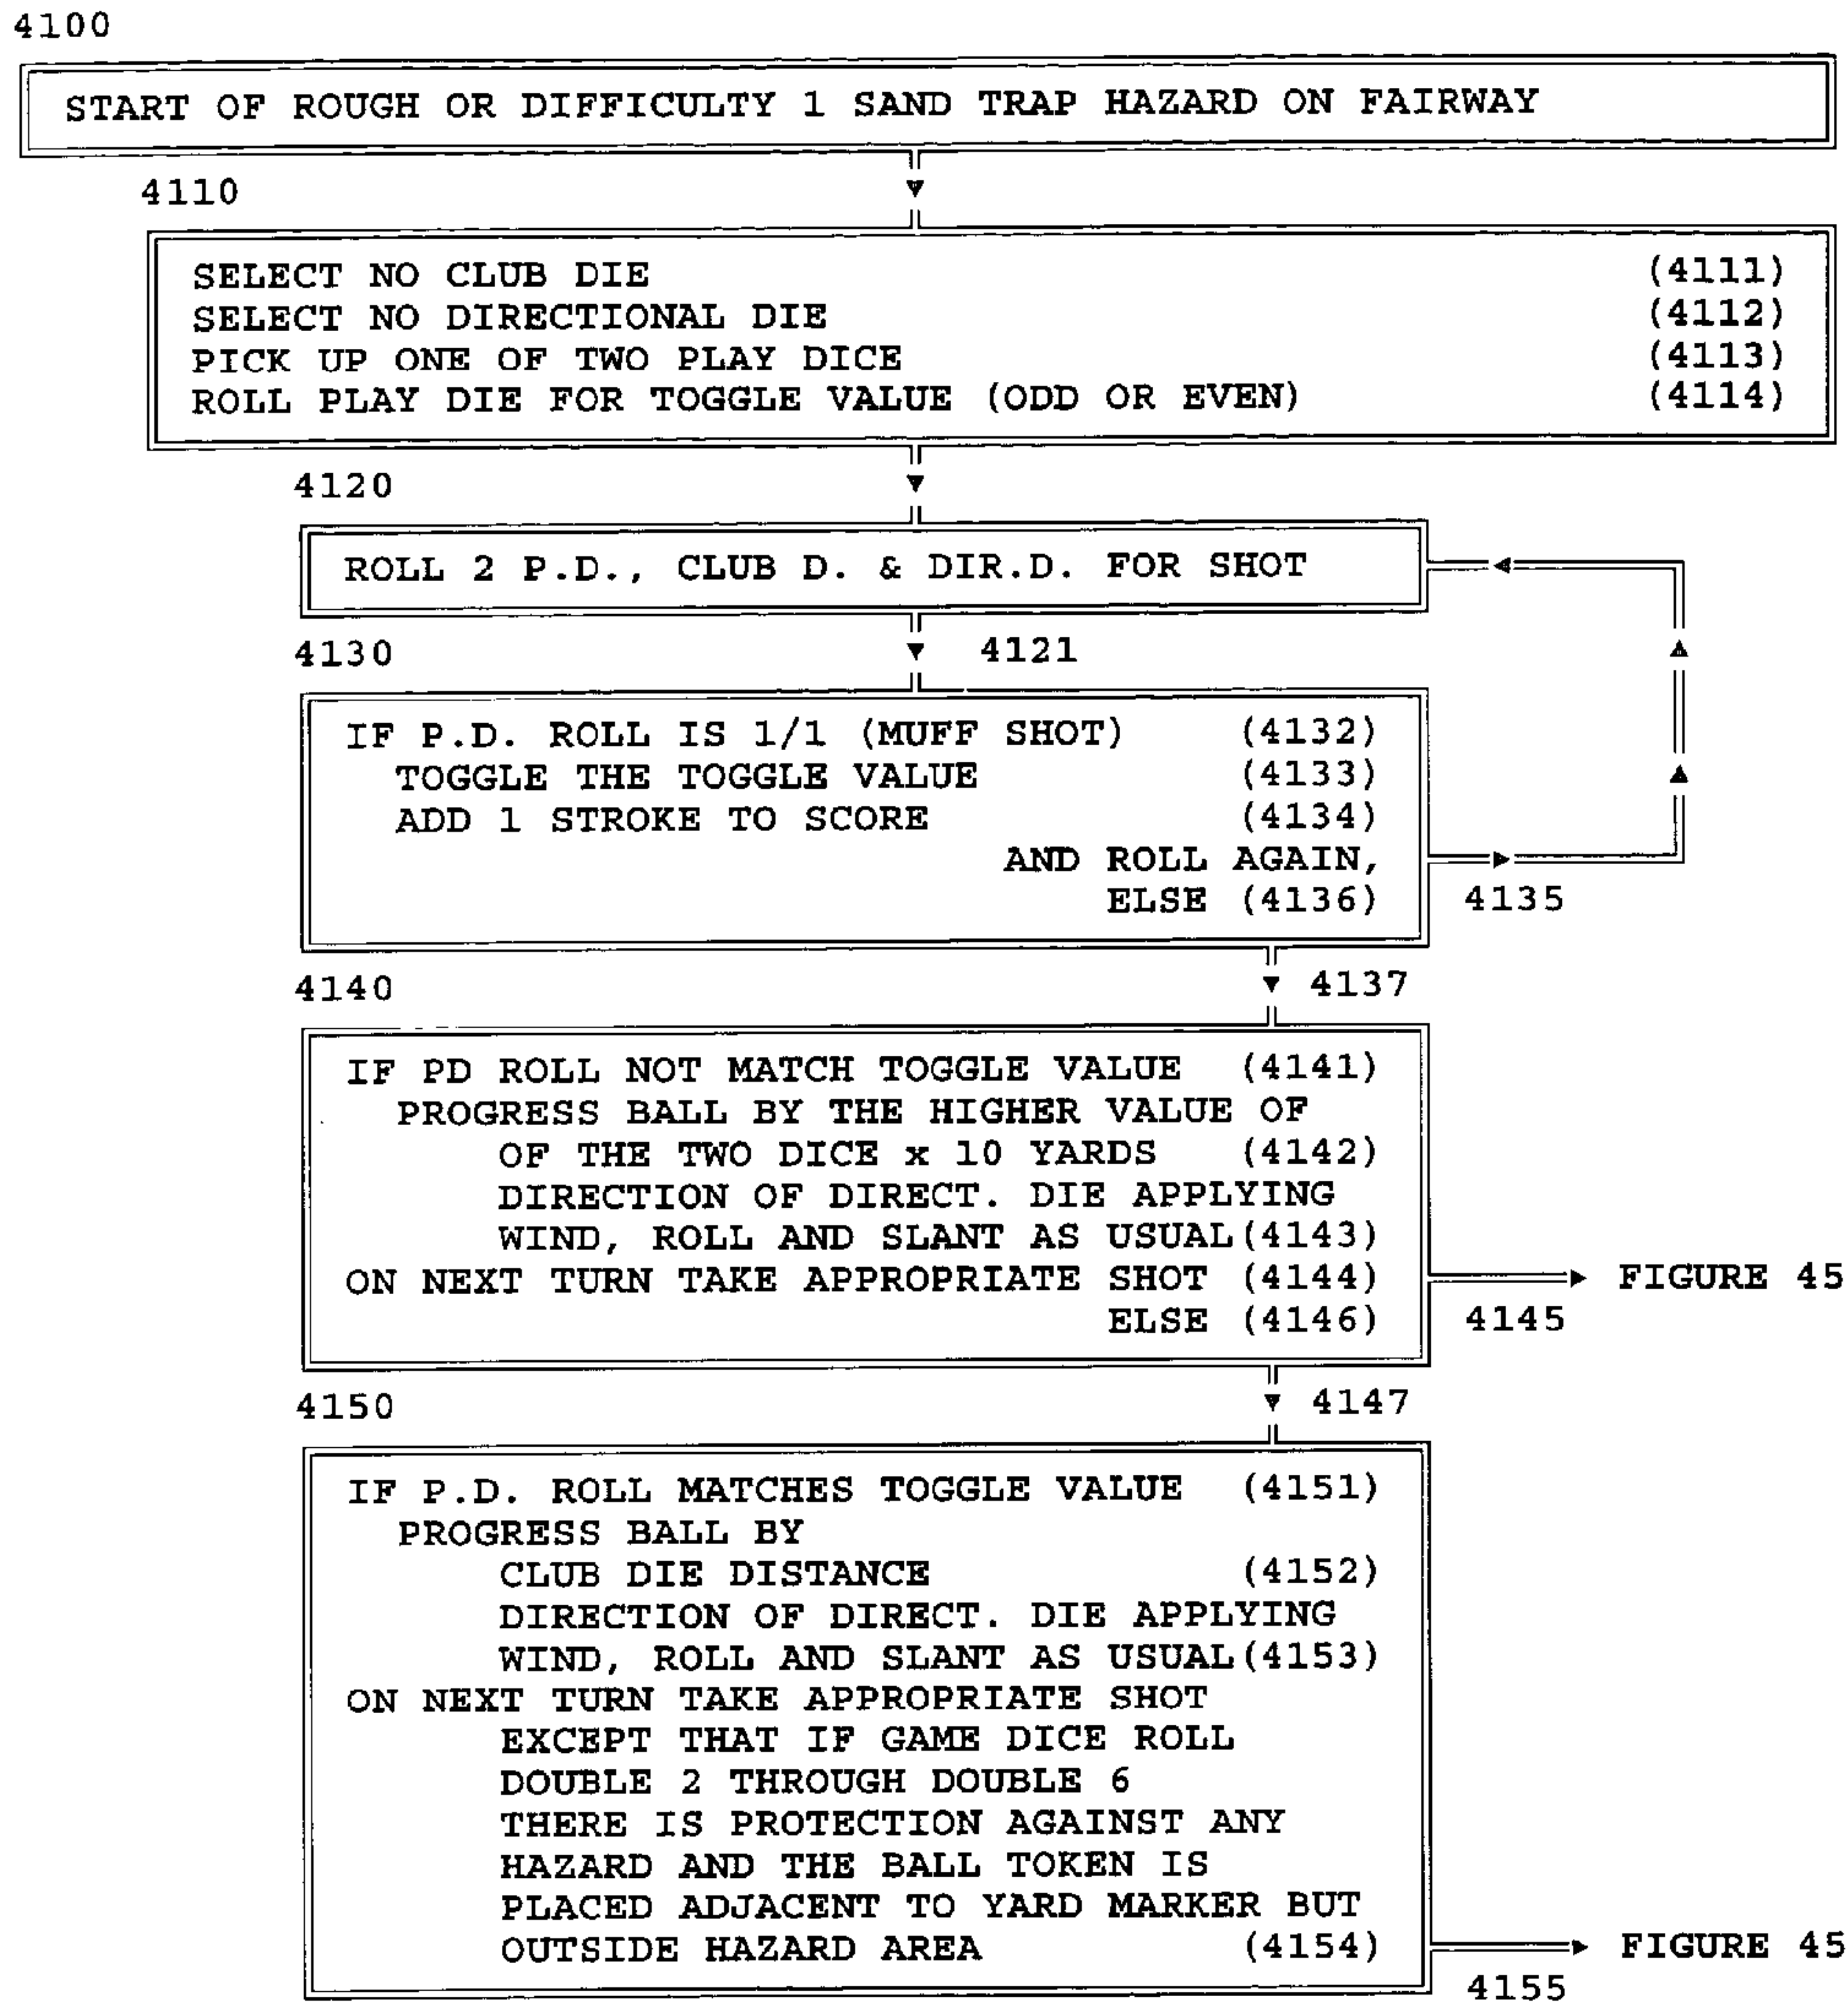 4100
START OF ROUGH OR DIFFICULTY 1 SAND TRAP HAZARD ON FAIRWAY
4110
SELECT NO CLUB DIE (4111)
SELECT NO DIRECTIONAL DIE (4112)
PICK UP ONE OF TWO PLAY DICE (4113)
ROLL PLAY DIE FOR TOGGLE VALUE (ODD OR EVEN) (4114)
4120
ROLL 2 P.D., CLUB D. & DIR.D. FOR SHOT
4130 4121
IF P.D. ROLL IS 1/1 (MUFF SHOT) (4132)
TOGGLE THE TOGGLE VALUE (4133)
ADD 1 STROKE TO SCORE (4134)
AND ROLL AGAIN,
ELSE (4136) 4135
4140 4137
IF PD ROLL NOT MATCH TOGGLE VALUE (4141)
PROGRESS BALL BY THE HIGHER VALUE OF
OF THE TWO DICE x 10 YARDS (4142)
DIRECTION OF DIRECT. DIE APPLYING
WIND, ROLL AND SLANT AS USUAL(4143)
ON NEXT TURN TAKE APPROPRIATE SHOT (4144) FIGURE 45
ELSE (4146) 4145
4150 4147
IF P.D. ROLL MATCHES TOGGLE VALUE (4151)
PROGRESS BALL BY
CLUB DIE DISTANCE (4152)
DIRECTION OF DIRECT. DIE APPLYING
WIND, ROLL AND SLANT AS USUAL(4153)
ON NEXT TURN TAKE APPROPRIATE SHOT
EXCEPT THAT IF GAME DICE ROLL
DOUBLE 2 THROUGH DOUBLE 6
THERE IS PROTECTION AGAINST ANY
HAZARD AND THE BALL TOKEN IS
PLACED ADJACENT TO YARD MARKER BUT
OUTSIDE HAZARD AREA (4154) FIGURE 45
4155